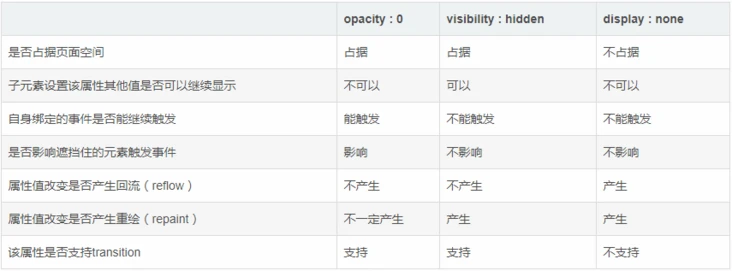 opacity : 0 visibility : hidden display : none
是否占据页面空间 占据 占据 不占据
子元素设置该属性其他值是否可以继续显示 不可以 可以 不可以
自身绑定的事件是否能继续触发 能触发 不能触发 不能触发
是否影响遮挡住的元素触发事件 影响 不影响 不影响
属性值改变是否产生回流（reflow） 不产生 不产生 产生
属性值改变是否产生重绘（repaint） 不一定产生 产生 产生
该属性是否支持transition 支持 支持 不支持